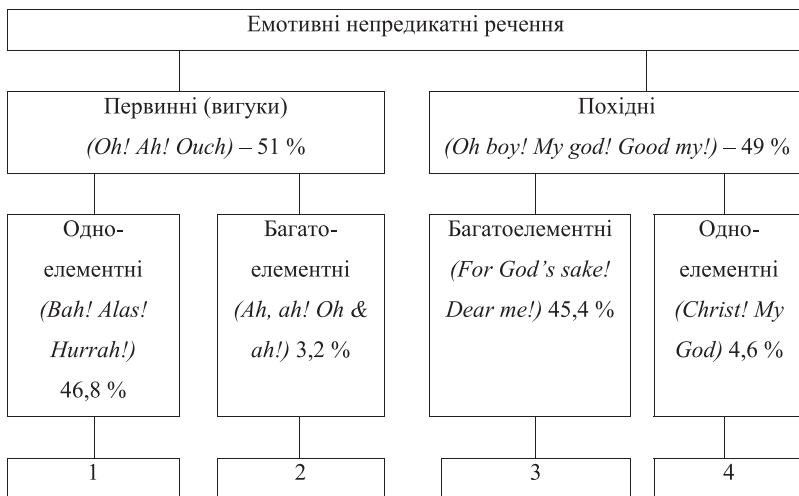 Емотивні непредикатні речення
Первинні (вигуки)
(Oh! Ah! Ouch) – 51 %
Похідні
(Oh boy! My god! Good my!) – 49 %
Одно-
елементні
(Bah! Alas!
Hurrah!)
46,8 %
Багато-
елементні
(Ah, ah! Oh &
ah!) 3,2 %
Багатоелементні
(For God’s sake!
Dear me!) 45,4 %
Одно-
елементні
(Christ! My
God) 4,6 %
1
2
3
4